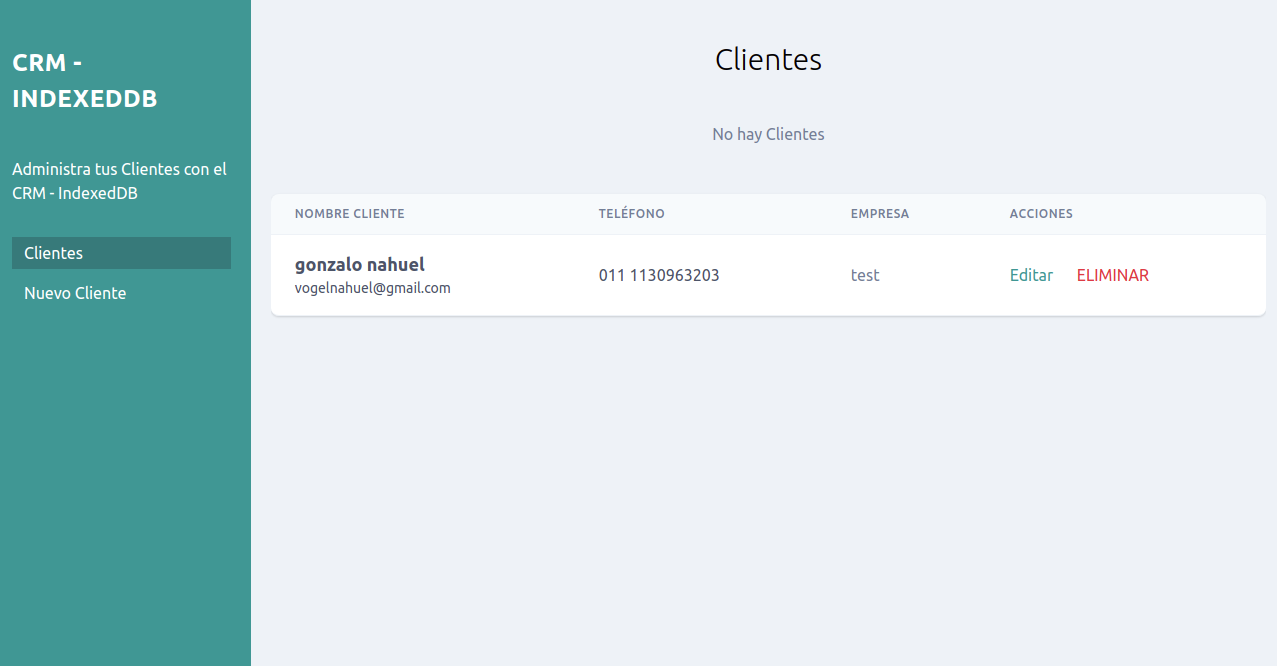 CRM -
INDEXEDDB
Administra tus Clientes con el
CRM - IndexedDB
Clientes
Nuevo Cliente
Clientes
No hay Clientes
NOMBRE CLIENTE TELÉFONO EMPRESA ACCIONES
gonzalo nahuel
vogelnahuel@gmail.com
011 1130963203 test Editar ELIMINAR